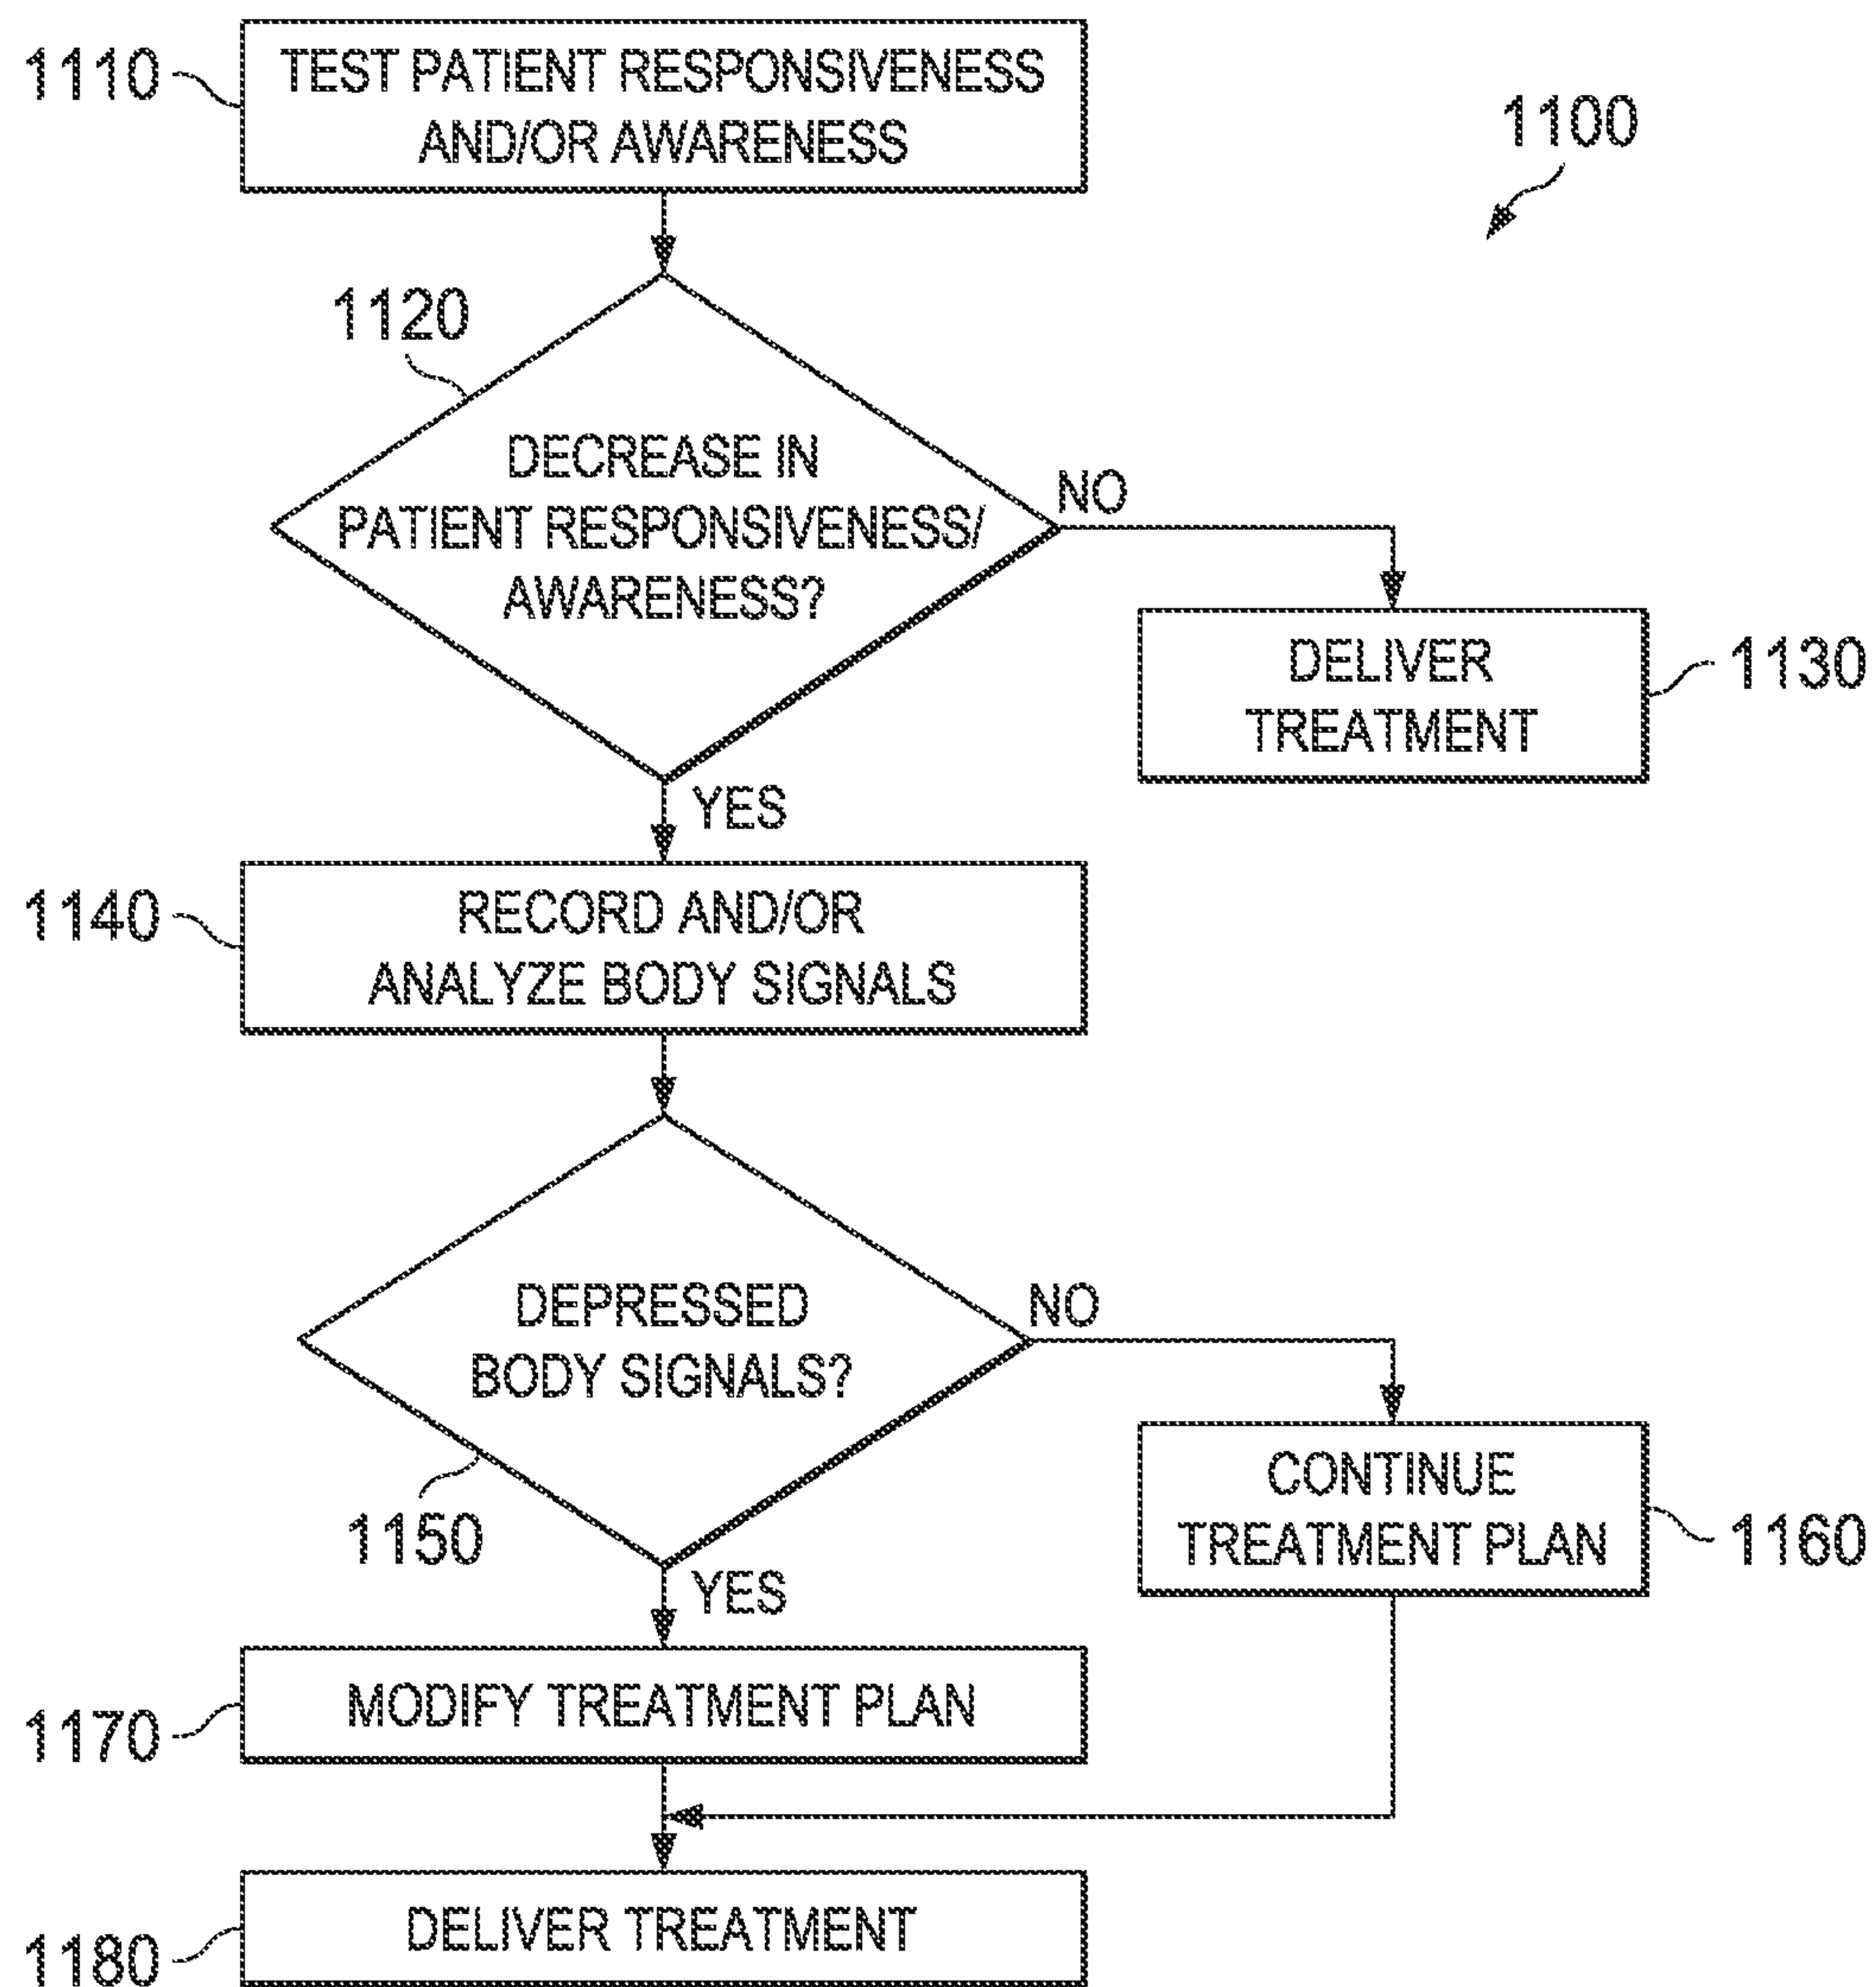 1110
TEST PATIENT RESPONSIVENESS
AND/OR AWARENESS
1100
1120
DECREASE IN
PATIENT RESPONSIVENESS/
AWARENESS?
NO
DELIVER
TREATMENT
1130
YES
1140
RECORD AND/OR
ANALYZE BODY SIGNALS
DEPRESSED
BODY SIGNALS?
NO
1150
CONTINUE
TREATMENT PLAN
1160
YES
1170
MODIFY TREATMENT PLAN
1180
DELIVER TREATMENT